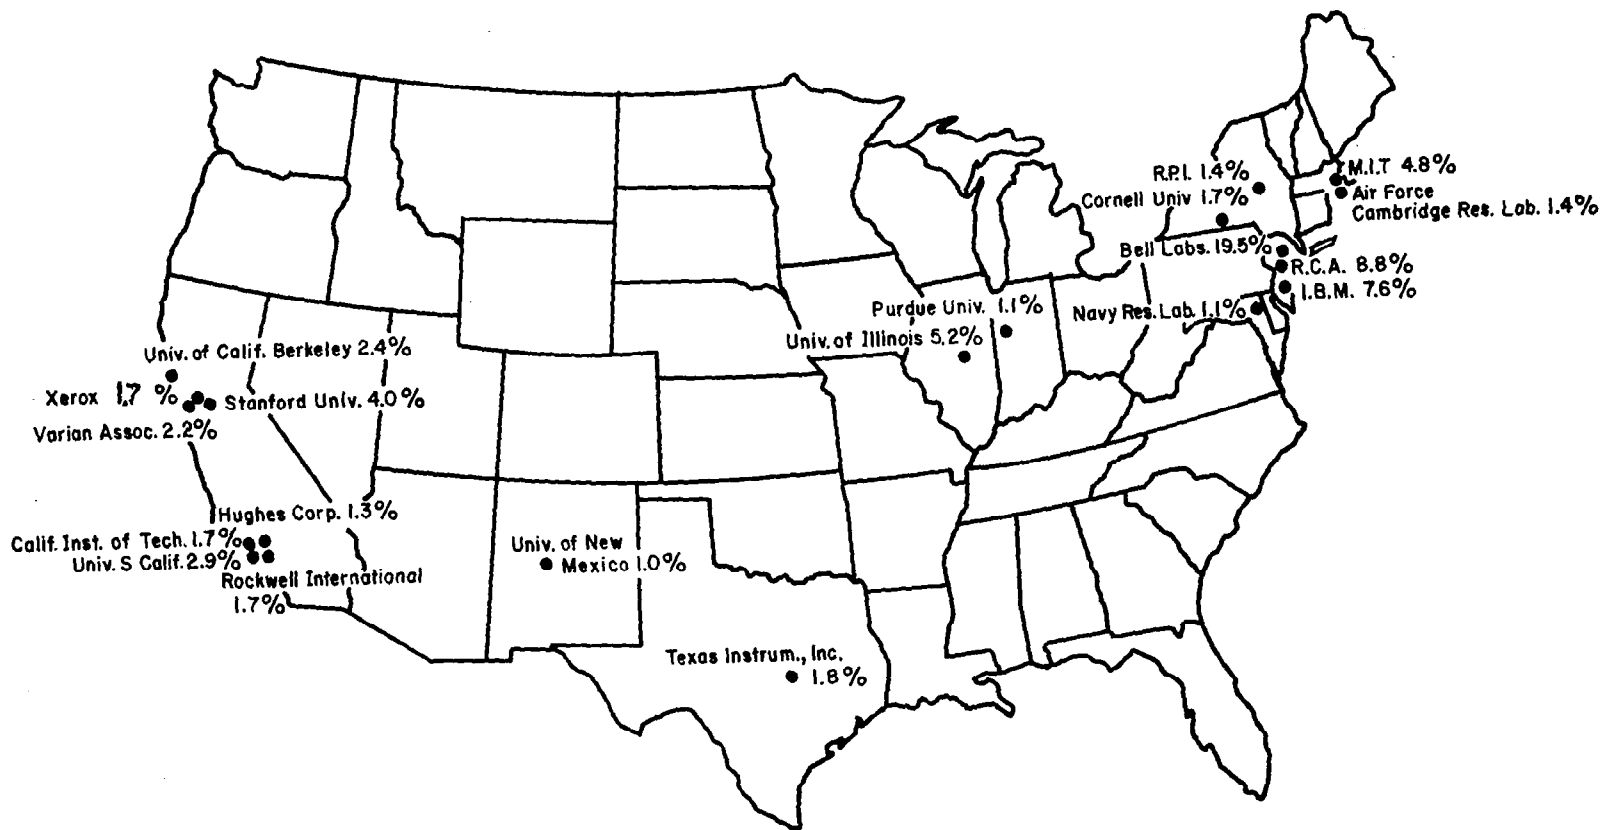 R.P.I. 1.4%
M.I.T 4.8%
Cornell Univ 1.7%
Air Force
Cambridge Res. Lab. 1.4%
Bell Labs. 19.5%
R.C.A. 8.8%
I.B.M. 7.6%
Purdue Univ. 1.1%
Navy Res. Lab. 1.1%
Univ. of Illinois 5.2%
Univ. of Calif. Berkeley 2.4%
Xerox 1.7 %
Stanford Univ. 4.0%
Varian Assoc. 2.2%
Hughes Corp. 1.3%
Calif. Inst. of Tech. 1.7%
Univ. S Calif. 2.9%
Rockwell International
1.7%
Univ. of New
Mexico 1.0%
Texas Instrum., Inc.
1.8%